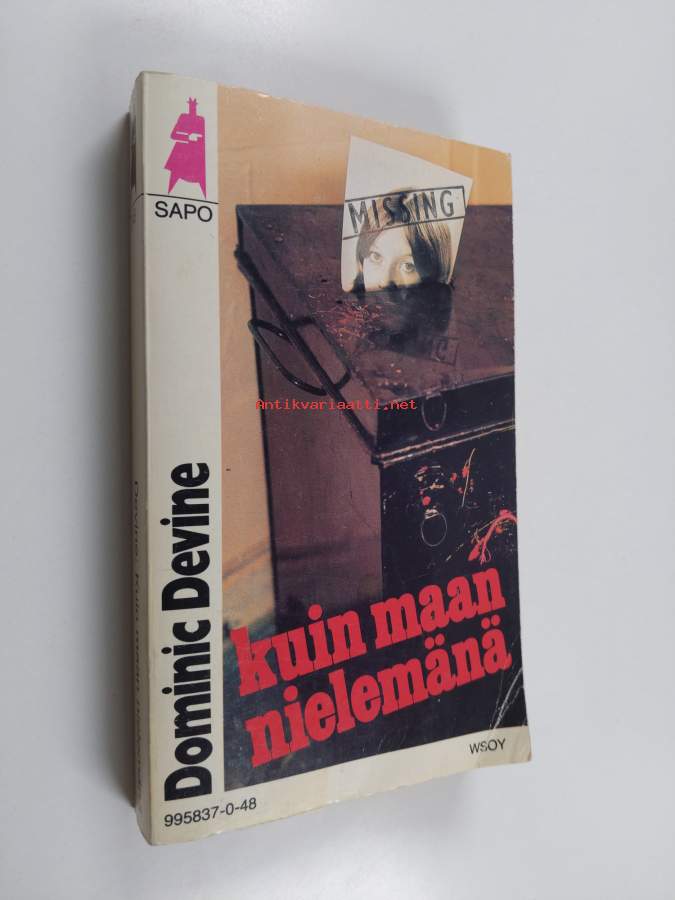 SAPO
MISSING
Antikvariaatti.net
Dominic Devine
kuin maan
nielemänä
WSOY
995837-0-48